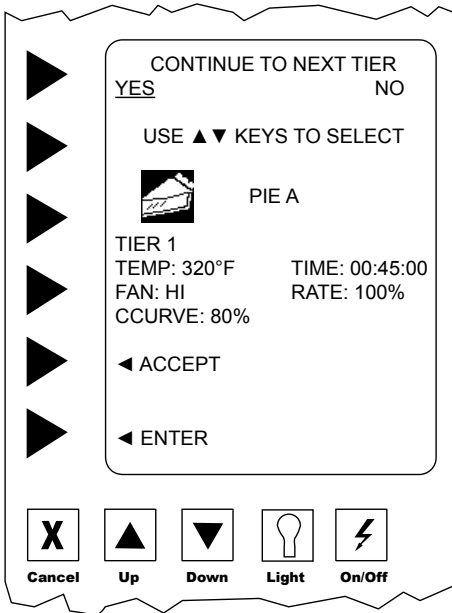 CONTINUE TO NEXT TIER
YES NO
USE ▲▼ KEYS TO SELECT
PIE A
TIER 1
TEMP: 320°F TIME: 00:45:00
FAN: HI RATE: 100%
CCURVE: 80%
◄ ACCEPT
◄ ENTER
X
Cancel Up Down Light On/Off